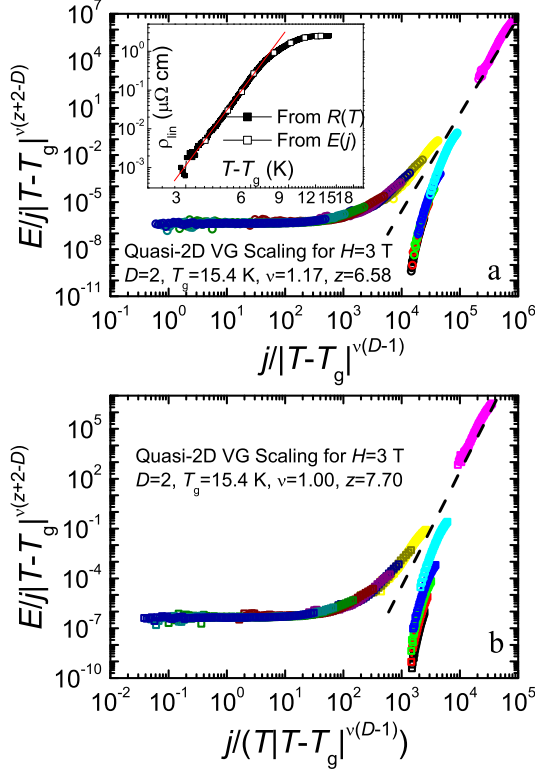 10^7
10^4
10^1
10^-2
10^-5
10^-8
10^-11
E/j|T-T_g|^ν(z+2-D)
10^0
10^-1
10^-2
10^-3
ρ_lin (μΩ cm)
From R(T)
From E(j)
T-T_g (K)
3 6 9 12 15 18
Quasi-2D VG Scaling for H=3 T
D=2, T_g=15.4 K, ν=1.17, z=6.58
a
10^-1 10^0 10^1 10^2 10^3 10^4 10^5 10^6
j/|T-T_g|^ν(D-1)
10^5
10^2
10^-1
10^-4
10^-7
10^-10
E/j|T-T_g|^ν(z+2-D)
Quasi-2D VG Scaling for H=3 T
D=2, T_g=15.4 K, ν=1.00, z=7.70
b
10^-2 10^-1 10^0 10^1 10^2 10^3 10^4 10^5
j/(T|T-T_g|^ν(D-1))